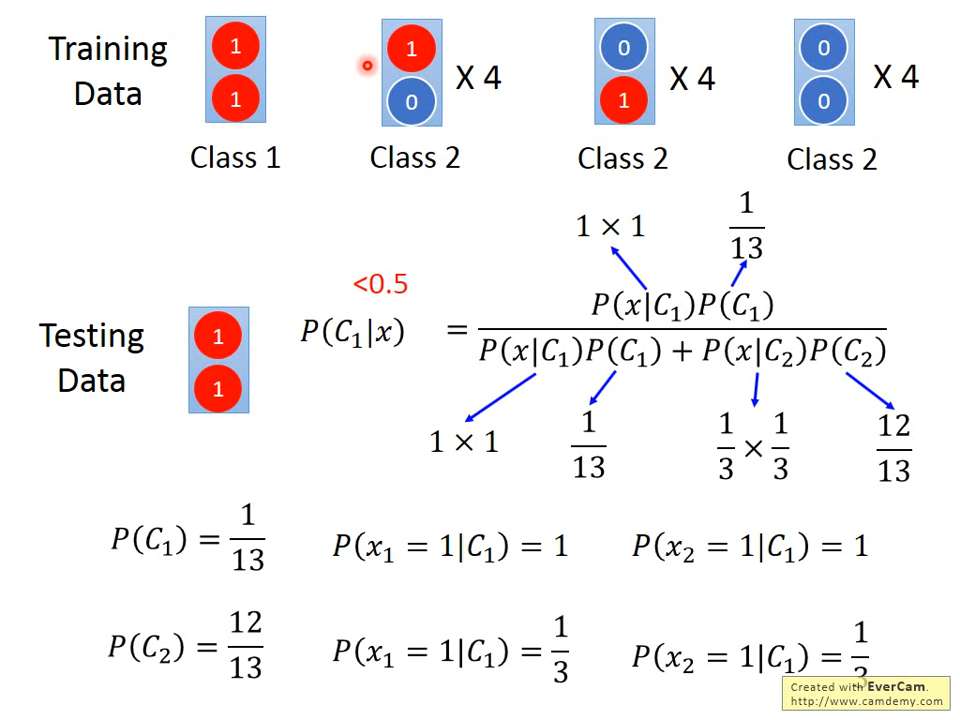 Training Data
1
1
1
0
X 4
0
1
X 4
0
0
X 4
Class 1
Class 2
Class 2
Class 2
1 × 1
1/13
<0.5
Testing Data
1
1
P(C₁|x) = P(x|C₁)P(C₁) / P(x|C₁)P(C₁) + P(x|C₂)P(C₂)
1 × 1
1/13
1/3 × 1/3
12/13
P(C₁) = 1/13
P(x₁ = 1|C₁) = 1
P(x₂ = 1|C₁) = 1
P(C₂) = 12/13
P(x₁ = 1|C₁) = 1/3
P(x₂ = 1|C₁) = 1/3
Created with EverCam.
http://www.camdemy.com